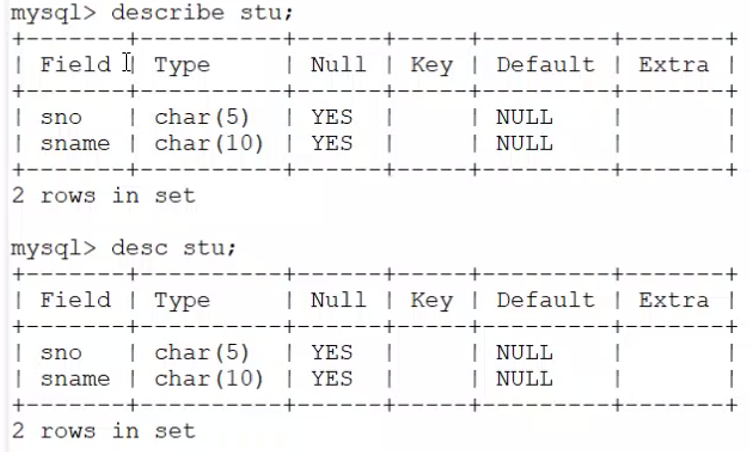 mysql> describe stu;
+-------+----------+------+-----+---------+-------+
| Field | Type     | Null | Key | Default | Extra |
+-------+----------+------+-----+---------+-------+
| sno   | char(5)  | YES  |     | NULL    |       |
| sname | char(10) | YES  |     | NULL    |       |
+-------+----------+------+-----+---------+-------+
2 rows in set
mysql> desc stu;
+-------+----------+------+-----+---------+-------+
| Field | Type     | Null | Key | Default | Extra |
+-------+----------+------+-----+---------+-------+
| sno   | char(5)  | YES  |     | NULL    |       |
| sname | char(10) | YES  |     | NULL    |       |
+-------+----------+------+-----+---------+-------+
2 rows in set